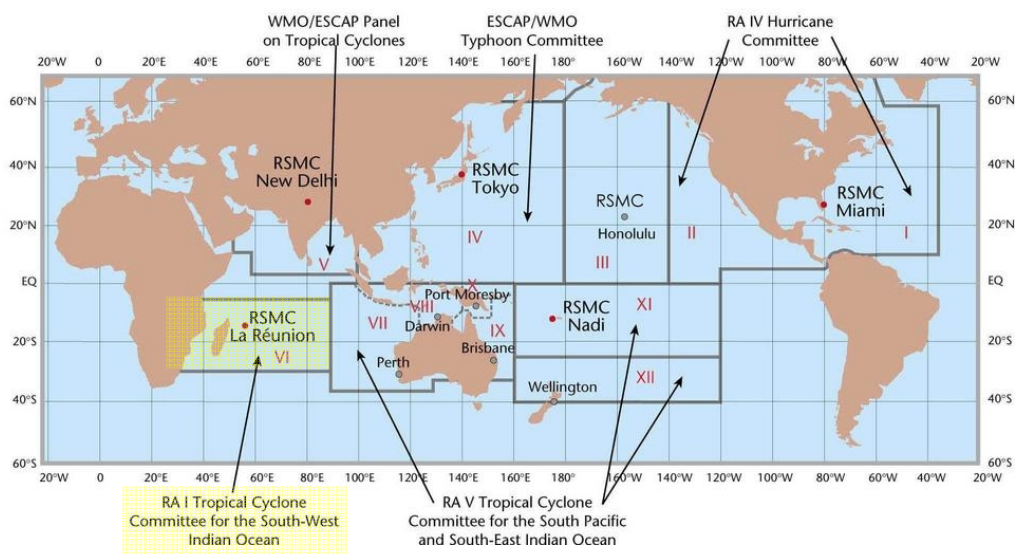 WMO/ESCAP Panel
on Tropical Cyclones
ESCAP/WMO
Typhoon Committee
RA IV Hurricane
Committee
20°W 0 20°E 40°E 60°E 80°E 100°E 120°E 140°E 160°E 180° 160°W 140°W 120°W 100°W 80°W 60°W 40°W 20°W
60°N 60°N
40°N 40°N
20°N 20°N
EQ EQ
20°S 20°S
40°S 40°S
60°S 60°S
RSMC
New Delhi
RSMC
Tokyo
RSMC
Honolulu
RSMC
Miami
V
IV
III
II
I
X
Port Moresby
VIII
Darwin
VII
IX
Brisbane
Perth
RSMC
La Réunion
VI
RSMC
Nadi
XI
XII
Wellington
20°W 0 20°E 40°E 60°E 80°E 100°E 120°E 140°E 160°E 180° 160°W 140°W 120°W 100°W 80°W 60°W 40°W 20°W
RA I Tropical Cyclone
Committee for the South-West
Indian Ocean
RA V Tropical Cyclone
Committee for the South Pacific
and South-East Indian Ocean